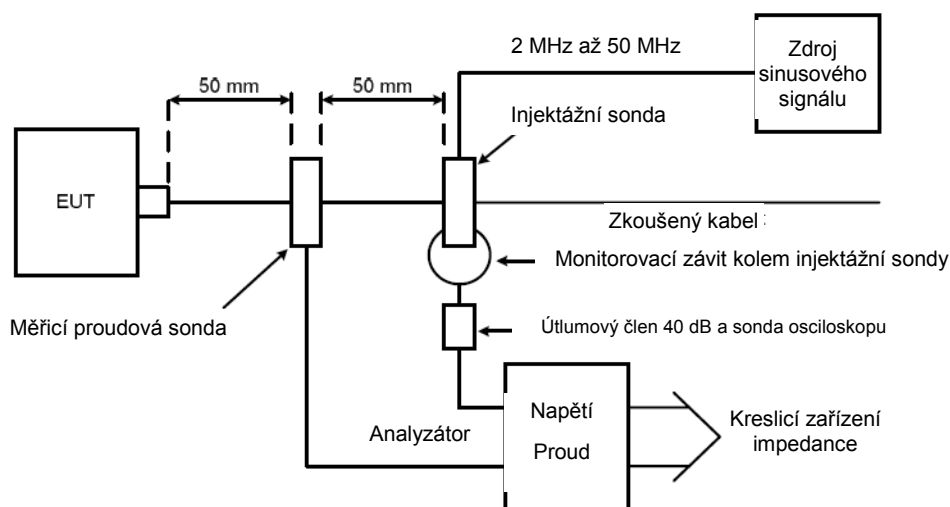 2 MHz až 50 MHz
Zdroj
sinusového
signálu
50 mm
50 mm
Injektážní sonda
EUT
Zkoušený kabel
Monitorovací závit kolem injektážní sondy
Měřicí proudová sonda
Útlumový člen 40 dB a sonda osciloskopu
Analyzátor
Napětí
Proud
Kreslicí zařízení
impedance